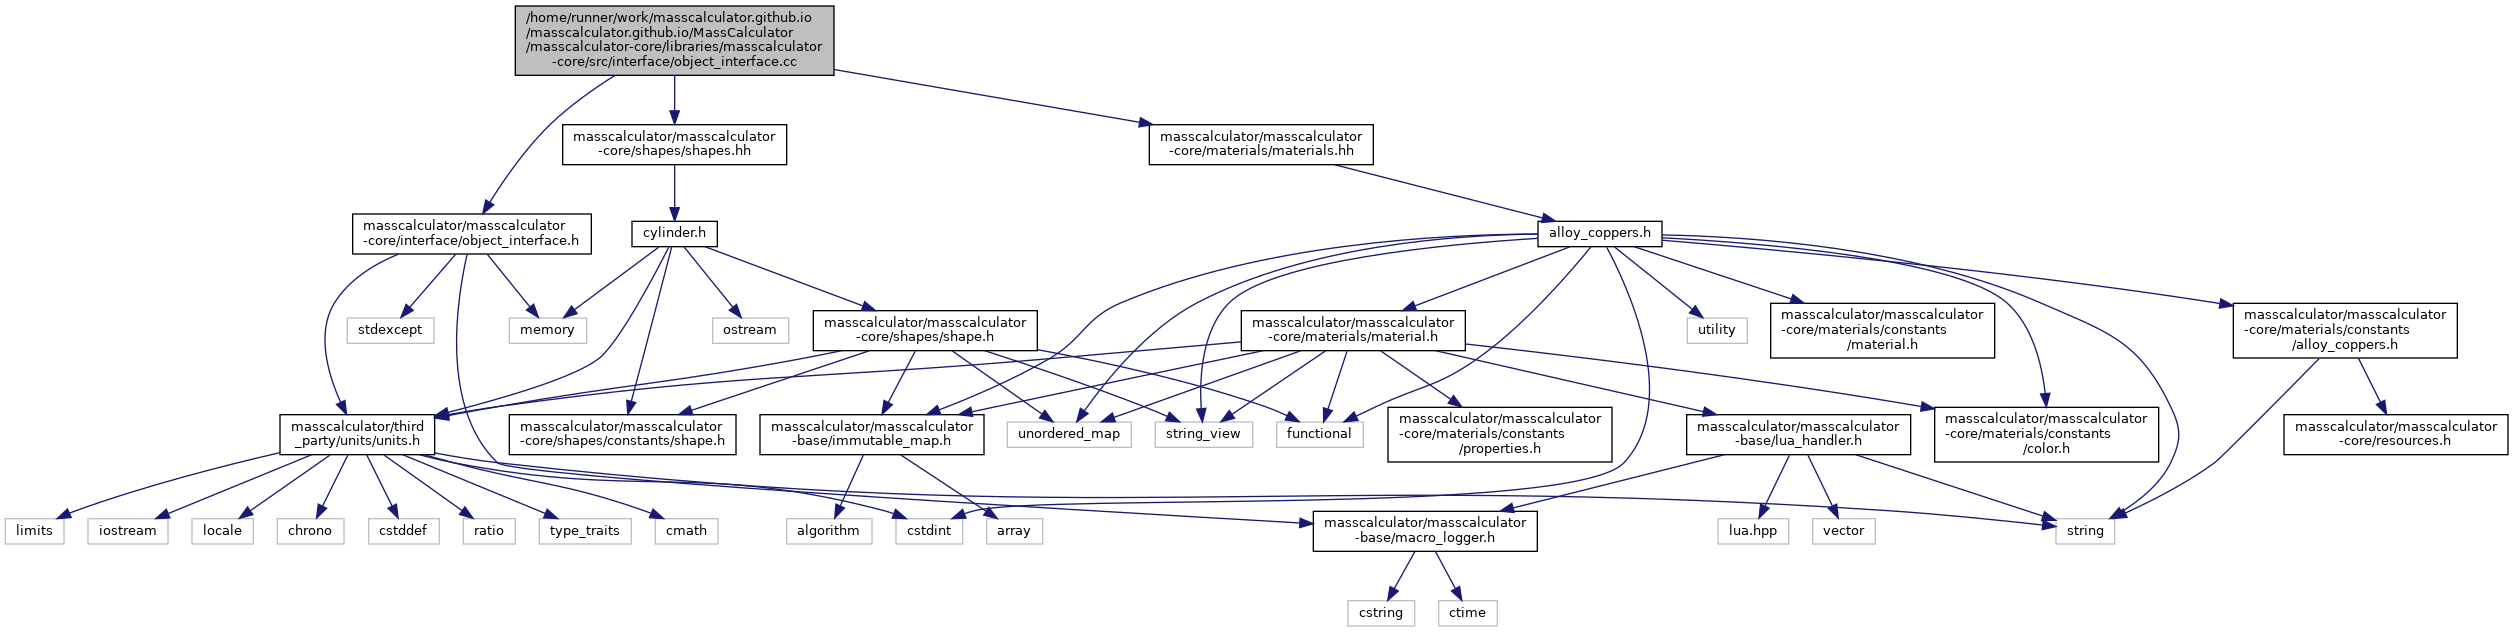 /home/runner/work/masscalculator.github.io
/masscalculator.github.io/MassCalculator
/masscalculator-core/libraries/masscalculator
-core/src/interface/object_interface.cc
masscalculator/masscalculator
-core/shapes/shapes.hh
masscalculator/masscalculator
-core/materials/materials.hh
masscalculator/masscalculator
-core/interface/object_interface.h
cylinder.h
alloy_coppers.h
stdexcept
memory
ostream
masscalculator/masscalculator
-core/shapes/shape.h
masscalculator/masscalculator
-core/materials/material.h
utility
masscalculator/masscalculator
-core/materials/constants
/material.h
masscalculator/masscalculator
-core/materials/constants
/alloy_coppers.h
masscalculator/third
_party/units/units.h
masscalculator/masscalculator
-core/shapes/constants/shape.h
masscalculator/masscalculator
-base/immutable_map.h
unordered_map
string_view
functional
masscalculator/masscalculator
-core/materials/constants
/properties.h
masscalculator/masscalculator
-base/lua_handler.h
masscalculator/masscalculator
-core/materials/constants
/color.h
masscalculator/masscalculator
-core/resources.h
limits
iostream
locale
chrono
cstddef
ratio
type_traits
cmath
algorithm
cstdint
array
masscalculator/masscalculator
-base/macro_logger.h
lua.hpp
vector
string
cstring
ctime